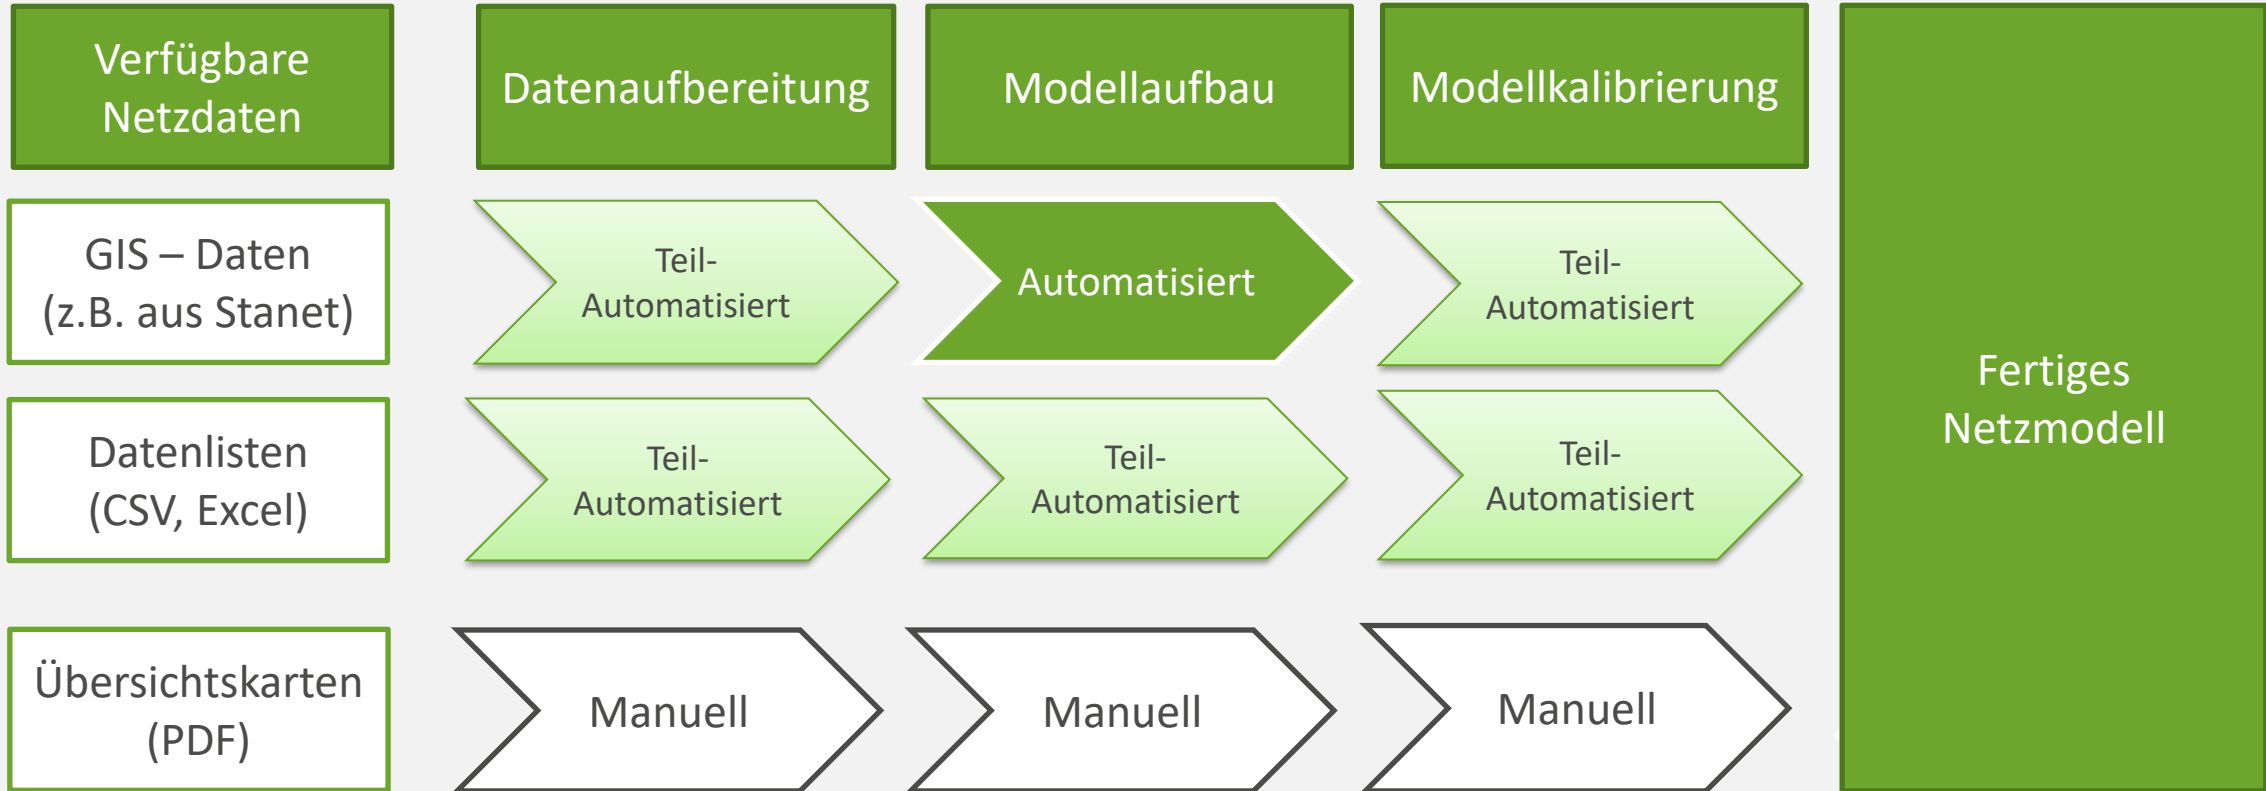 Verfügbare
Netzdaten
Datenaufbereitung
Modellaufbau
Modellkalibrierung
GIS – Daten
(z.B. aus Stanet)
Teil-
Automatisiert
Automatisiert
Teil-
Automatisiert
Fertiges
Netzmodell
Datenlisten
(CSV, Excel)
Teil-
Automatisiert
Teil-
Automatisiert
Teil-
Automatisiert
Übersichtskarten
(PDF)
Manuell
Manuell
Manuell